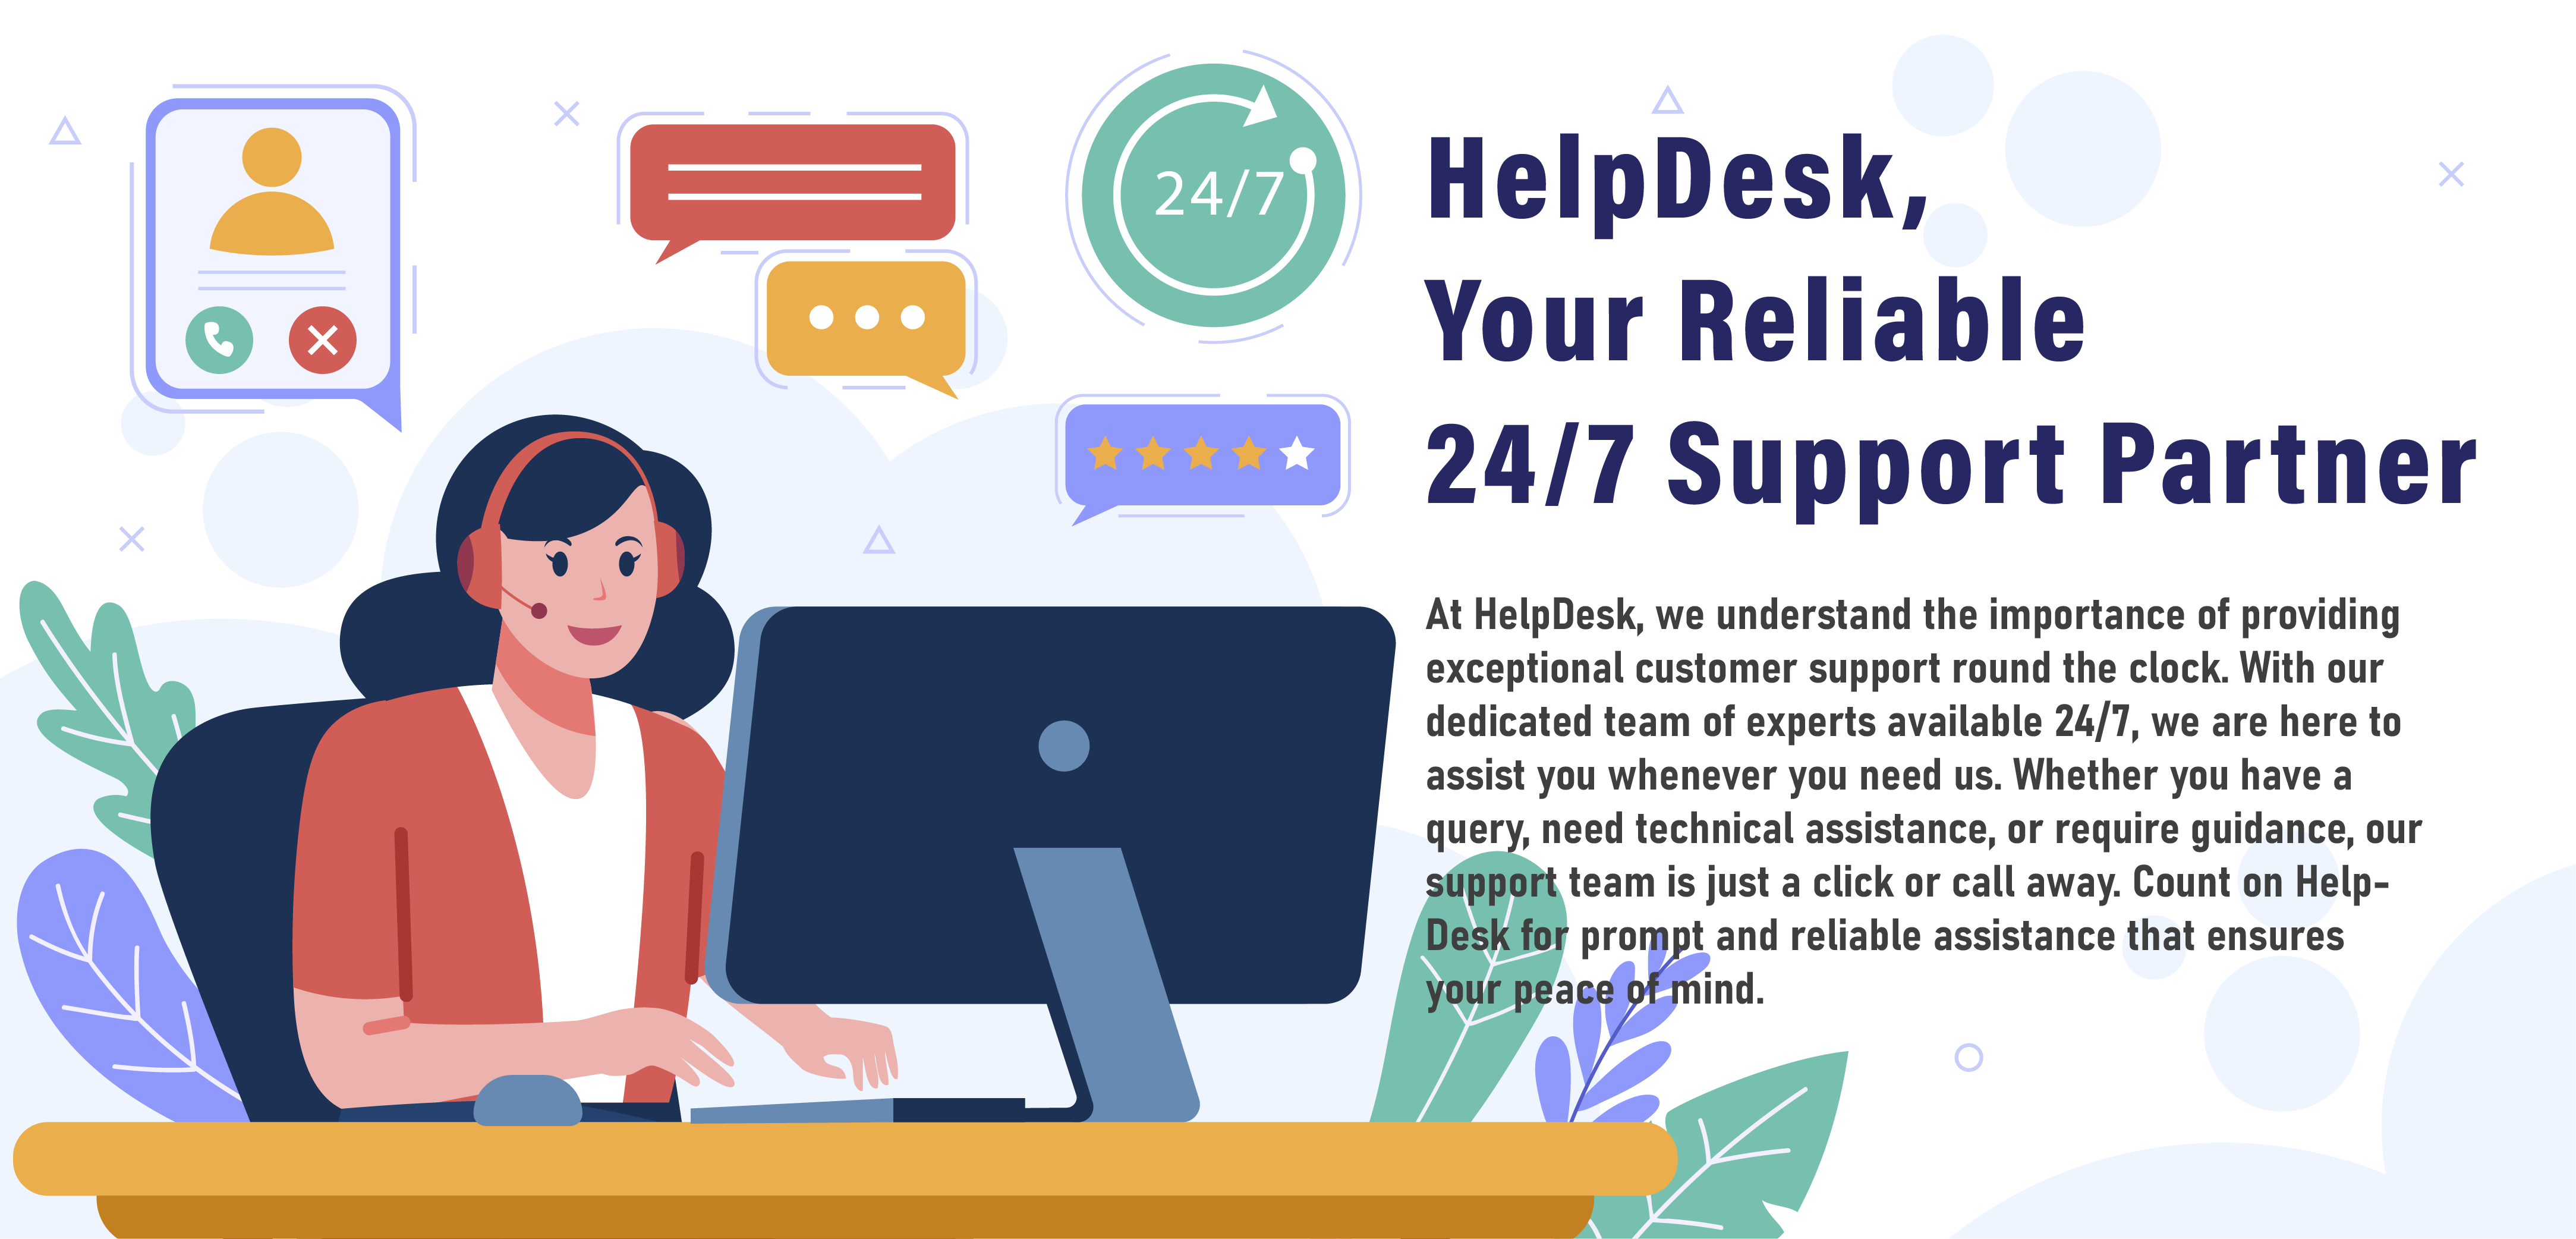 24/7
HelpDesk,
Your Reliable
24/7 Support Partner
At HelpDesk, we understand the importance of providing
exceptional customer support round the clock. With our
dedicated team of experts available 24/7, we are here to
assist you whenever you need us. Whether you have a
query, need technical assistance, or require guidance, our
support team is just a click or call away. Count on Help-
Desk for prompt and reliable assistance that ensures
your peace of mind.